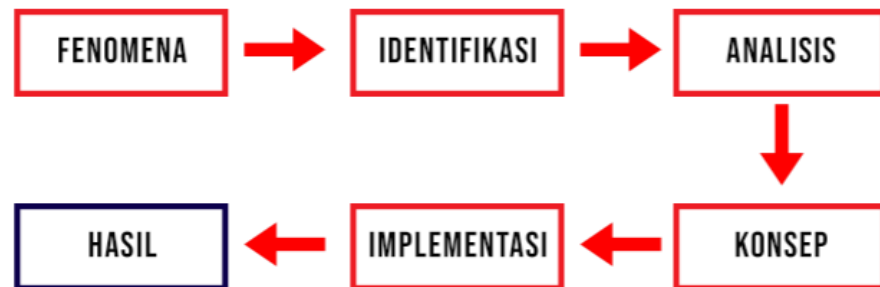 FENOMENA
IDENTIFIKASI
ANALISIS
KONSEP
IMPLEMENTASI
HASIL